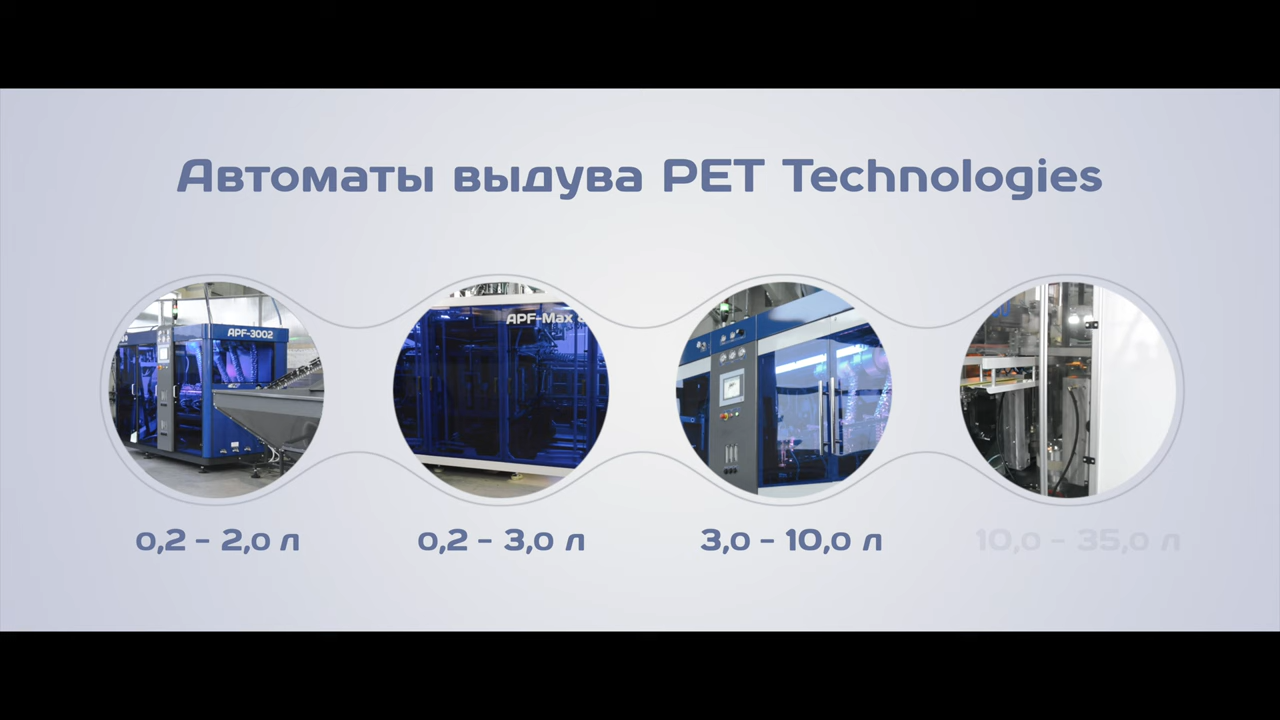 Автоматы выдува PET Technologies
APF-3002
APF-Max
0,2 - 2,0 л
0,2 - 3,0 л
3,0 - 10,0 л
10,0 - 35,0 л